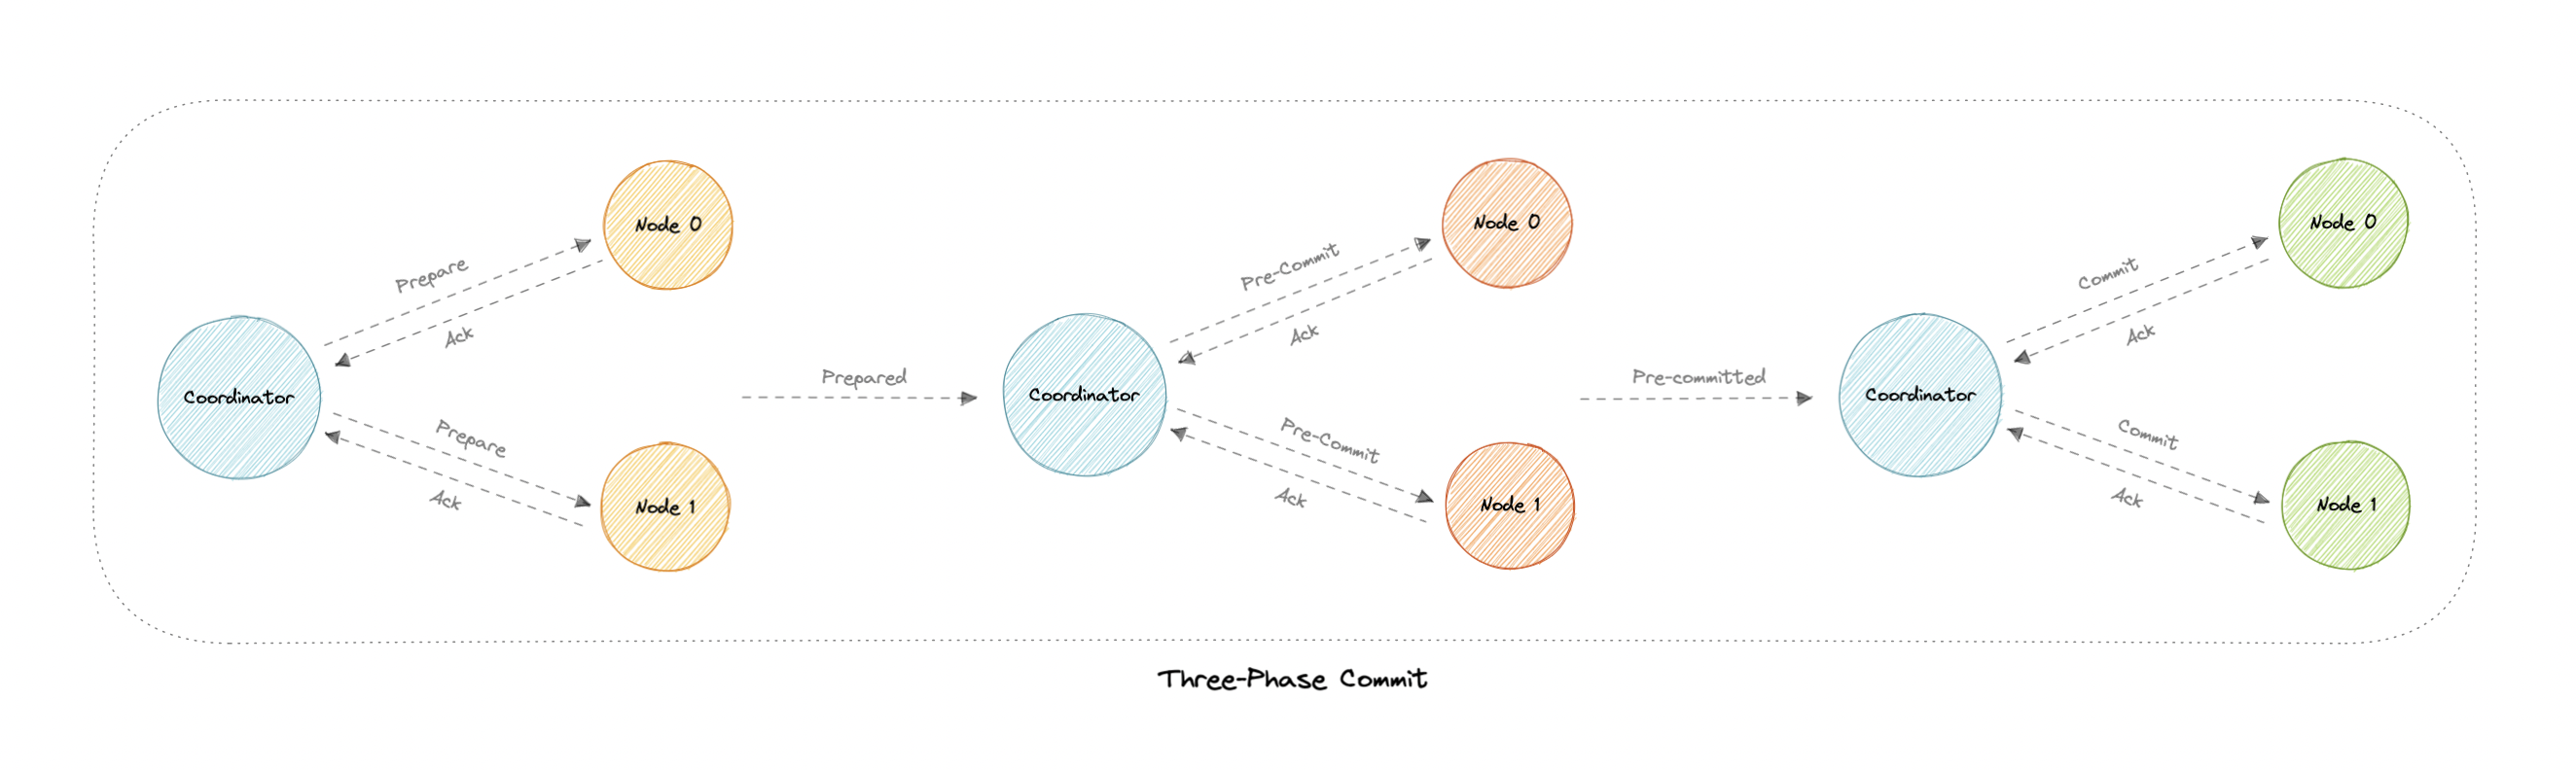 Node 0
Prepare
Ack
Coordinator
Prepare
Ack
Node 1
Prepared
Node 0
Pre-Commit
Ack
Coordinator
Pre-Commit
Ack
Node 1
Pre-committed
Node 0
Commit
Ack
Coordinator
Commit
Ack
Node 1
Three-Phase Commit